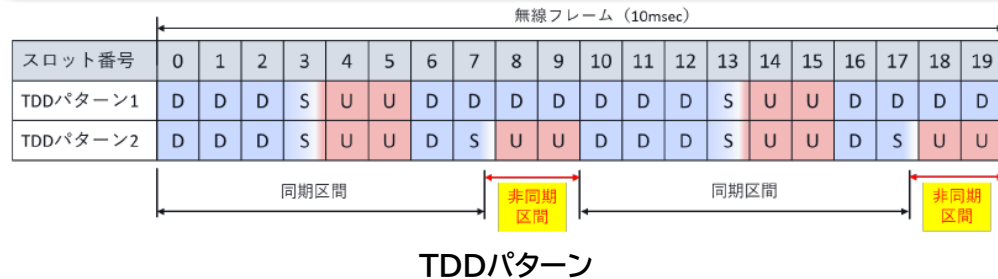 無線フレーム（10msec）
スロット番号 0 1 2 3 4 5 6 7 8 9 10 11 12 13 14 15 16 17 18 19
TDDパターン1 D D D S U U D D D D D D D S U U D D D D
TDDパターン2 D D D S U U D S U U D D D S U U D S U U
同期区間 非同期 同期区間 非同期
区間 区間
TDDパターン